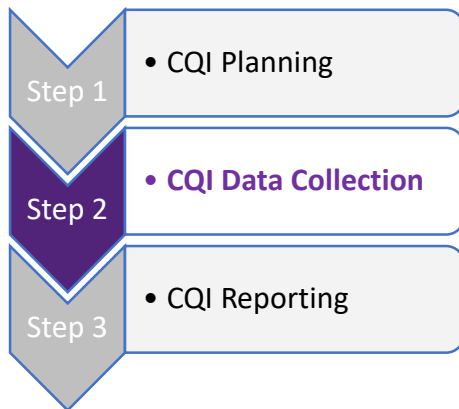 Step 1
• CQI Planning
Step 2
• CQI Data Collection
Step 3
• CQI Reporting